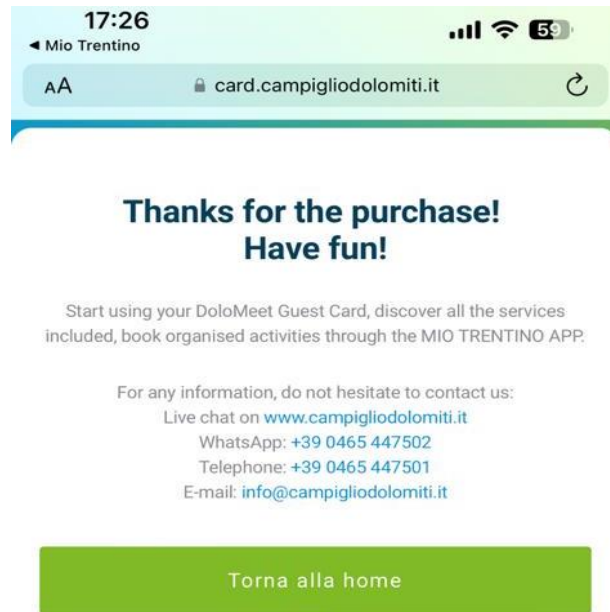 17:26
◀ Mio Trentino
59
AA card.campigliodolomiti.it
Thanks for the purchase!
Have fun!
Start using your DoloMeet Guest Card, discover all the services
included, book organised activities through the MIO TRENTINO APP.
For any information, do not hesitate to contact us:
Live chat on www.campigliodolomiti.it
WhatsApp: +39 0465 447502
Telephone: +39 0465 447501
E-mail: info@campigliodolomiti.it
Torna alla home